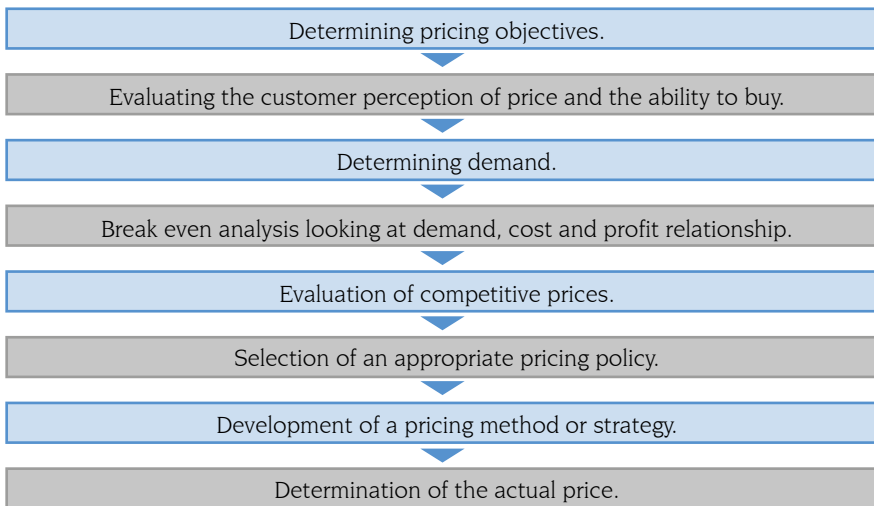 Determining pricing objectives.
Evaluating the customer perception of price and the ability to buy.
Determining demand.
Break even analysis looking at demand, cost and profit relationship.
Evaluation of competitive prices.
Selection of an appropriate pricing policy.
Development of a pricing method or strategy.
Determination of the actual price.